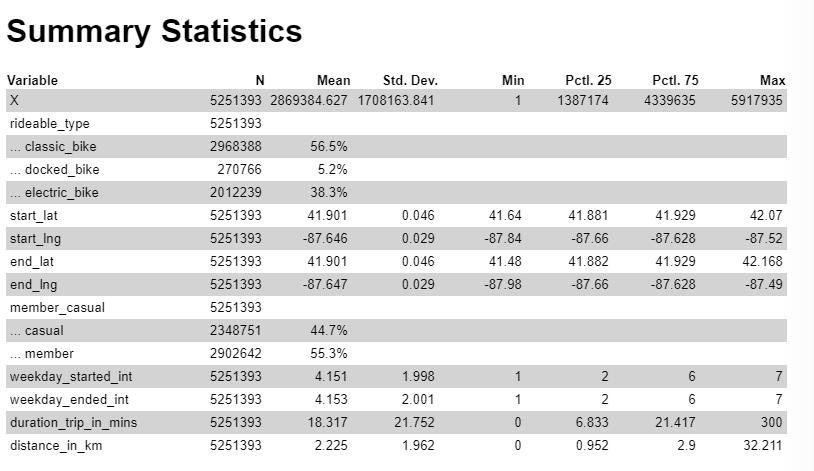 Summary Statistics
Variable N Mean Std. Dev. Min Pctl. 25 Pctl. 75 Max
X 5251393 2869384.627 1708163.841 1 1387174 4339635 5917935
rideable_type 5251393
... classic_bike 2968388 56.5%
... docked_bike 270766 5.2%
... electric_bike 2012239 38.3%
start_lat 5251393 41.901 0.046 41.64 41.881 41.929 42.07
start_lng 5251393 -87.646 0.029 -87.84 -87.66 -87.628 -87.52
end_lat 5251393 41.901 0.046 41.48 41.882 41.929 42.168
end_lng 5251393 -87.647 0.029 -87.98 -87.66 -87.628 -87.49
member_casual 5251393
... casual 2348751 44.7%
... member 2902642 55.3%
weekday_started_int 5251393 4.151 1.998 1 2 6 7
weekday_ended_int 5251393 4.153 2.001 1 2 6 7
duration_trip_in_mins 5251393 18.317 21.752 0 6.833 21.417 300
distance_in_km 5251393 2.225 1.962 0 0.952 2.9 32.211